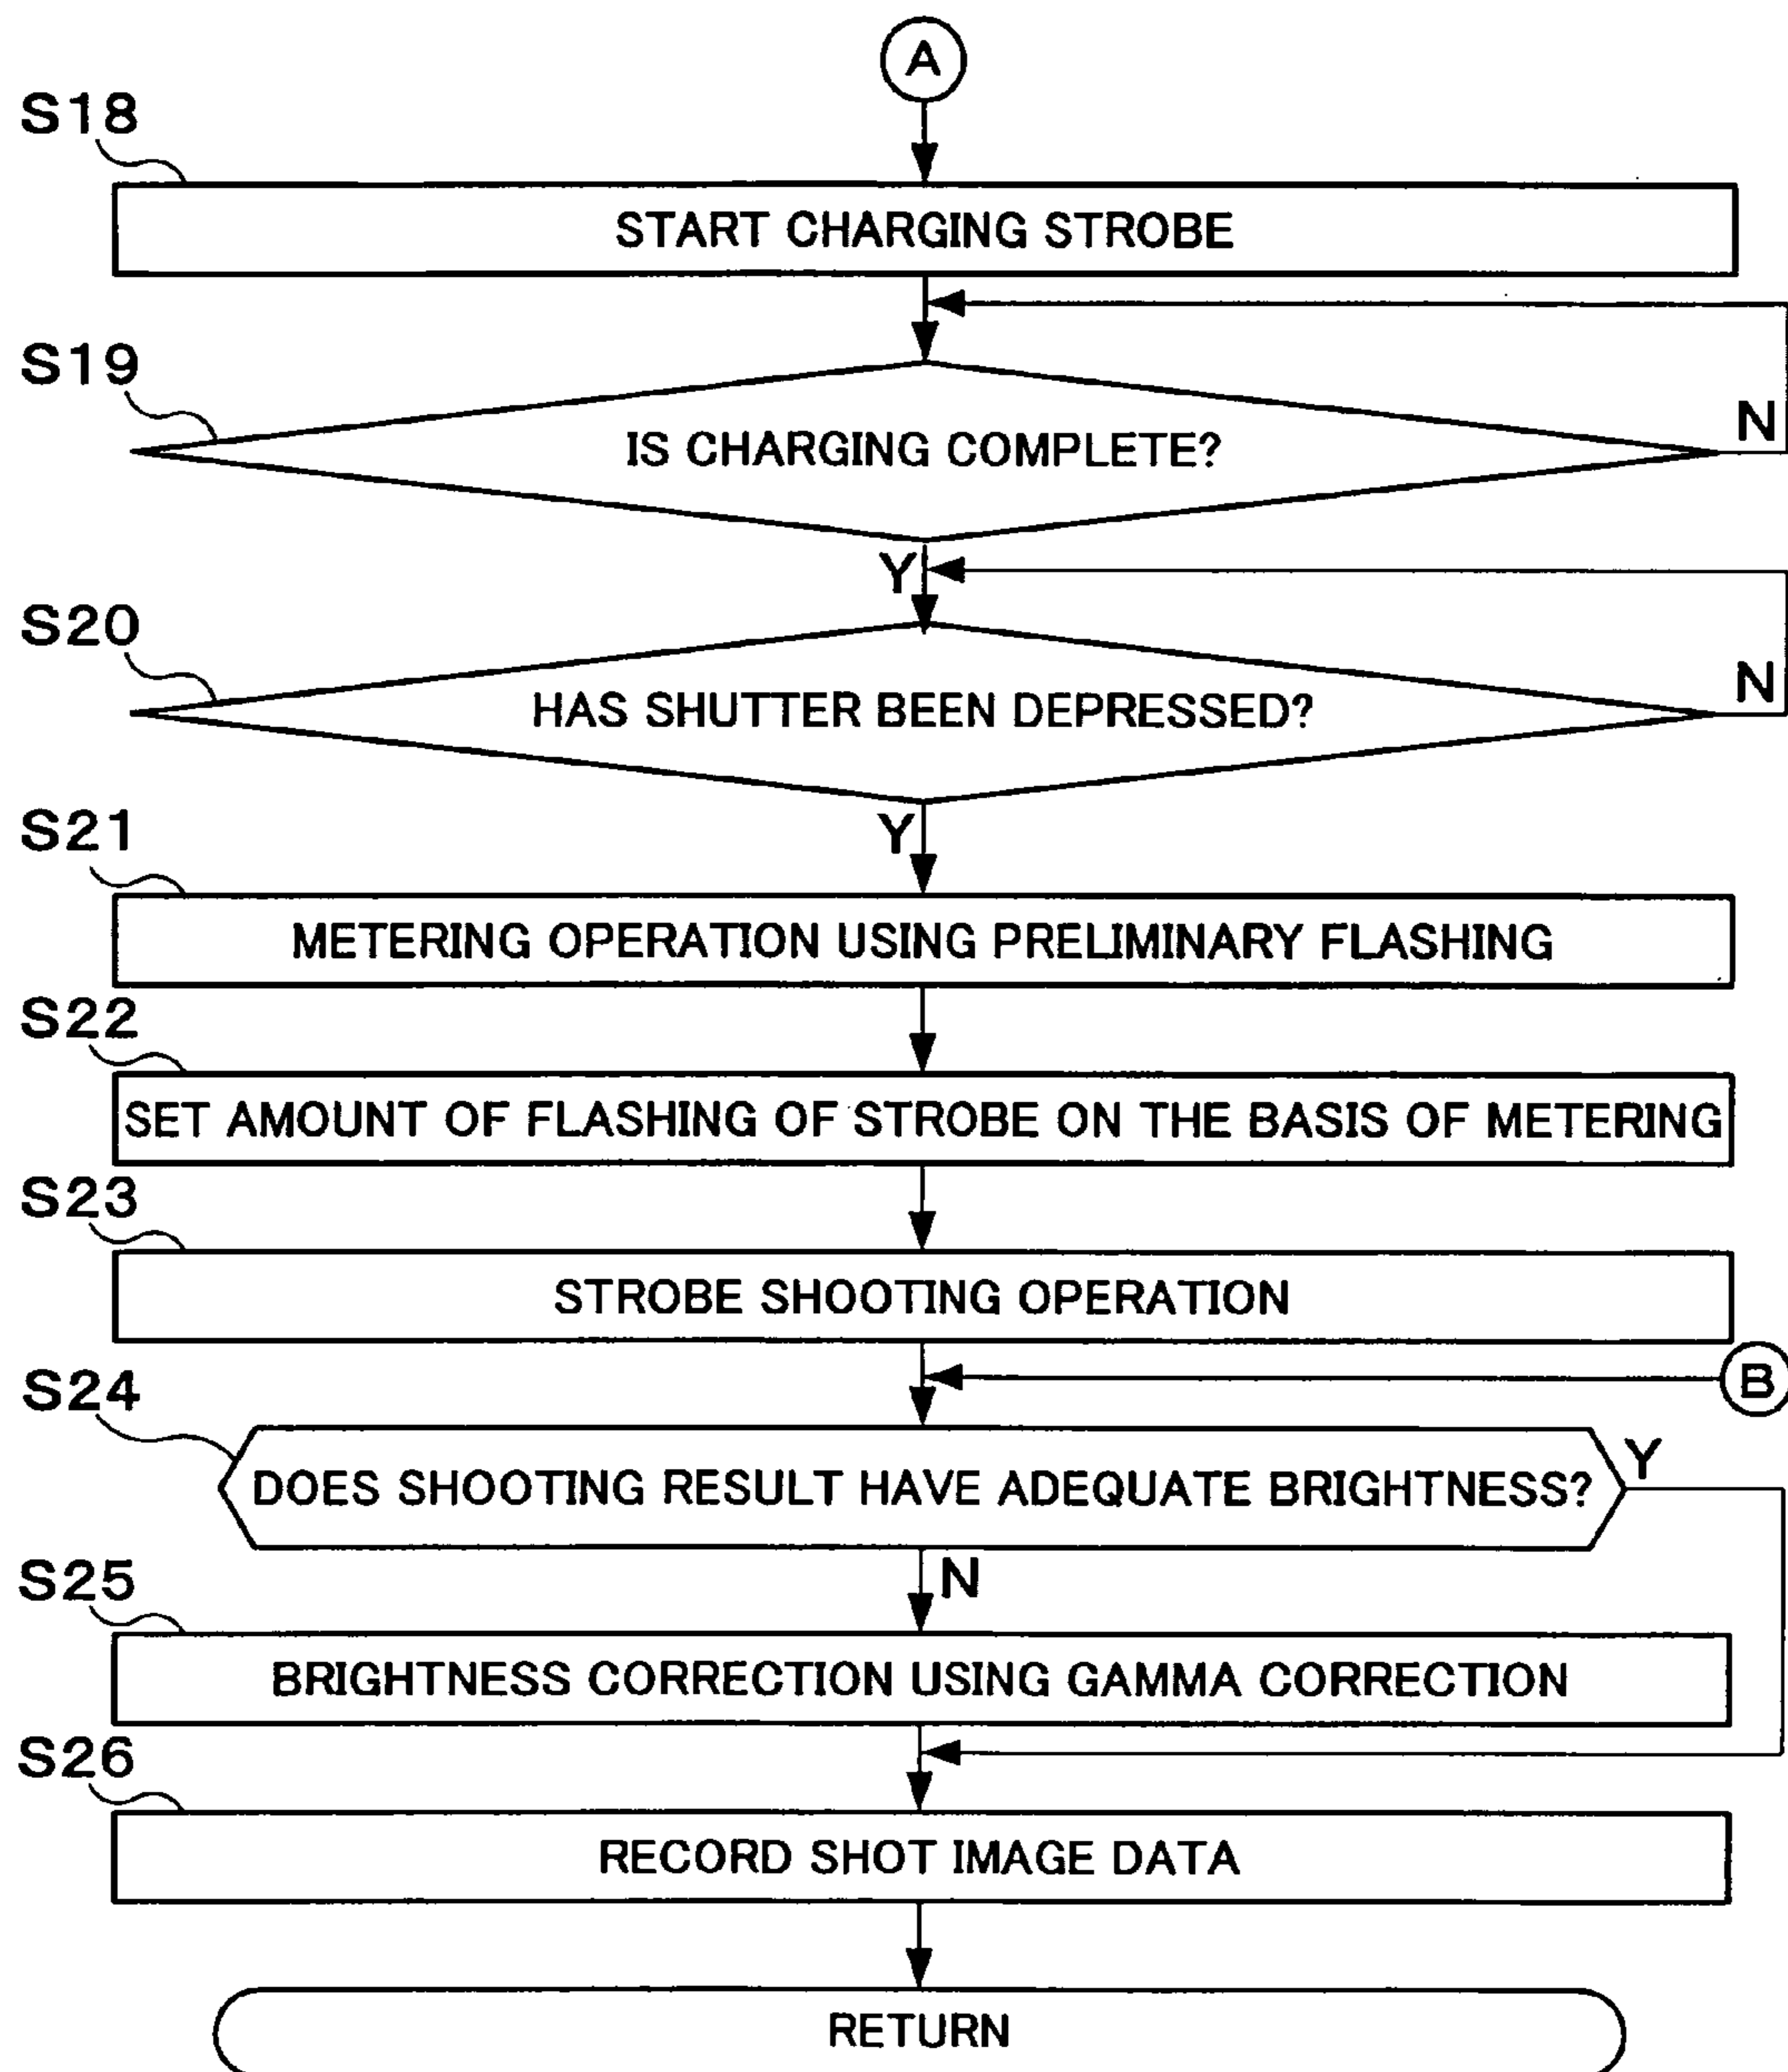 A
S18
START CHARGING STROBE
S19
IS CHARGING COMPLETE?
N
Y
S20
HAS SHUTTER BEEN DEPRESSED?
N
Y
S21
METERING OPERATION USING PRELIMINARY FLASHING
S22
SET AMOUNT OF FLASHING OF STROBE ON THE BASIS OF METERING
S23
STROBE SHOOTING OPERATION
B
S24
DOES SHOOTING RESULT HAVE ADEQUATE BRIGHTNESS?
Y
N
S25
BRIGHTNESS CORRECTION USING GAMMA CORRECTION
S26
RECORD SHOT IMAGE DATA
RETURN